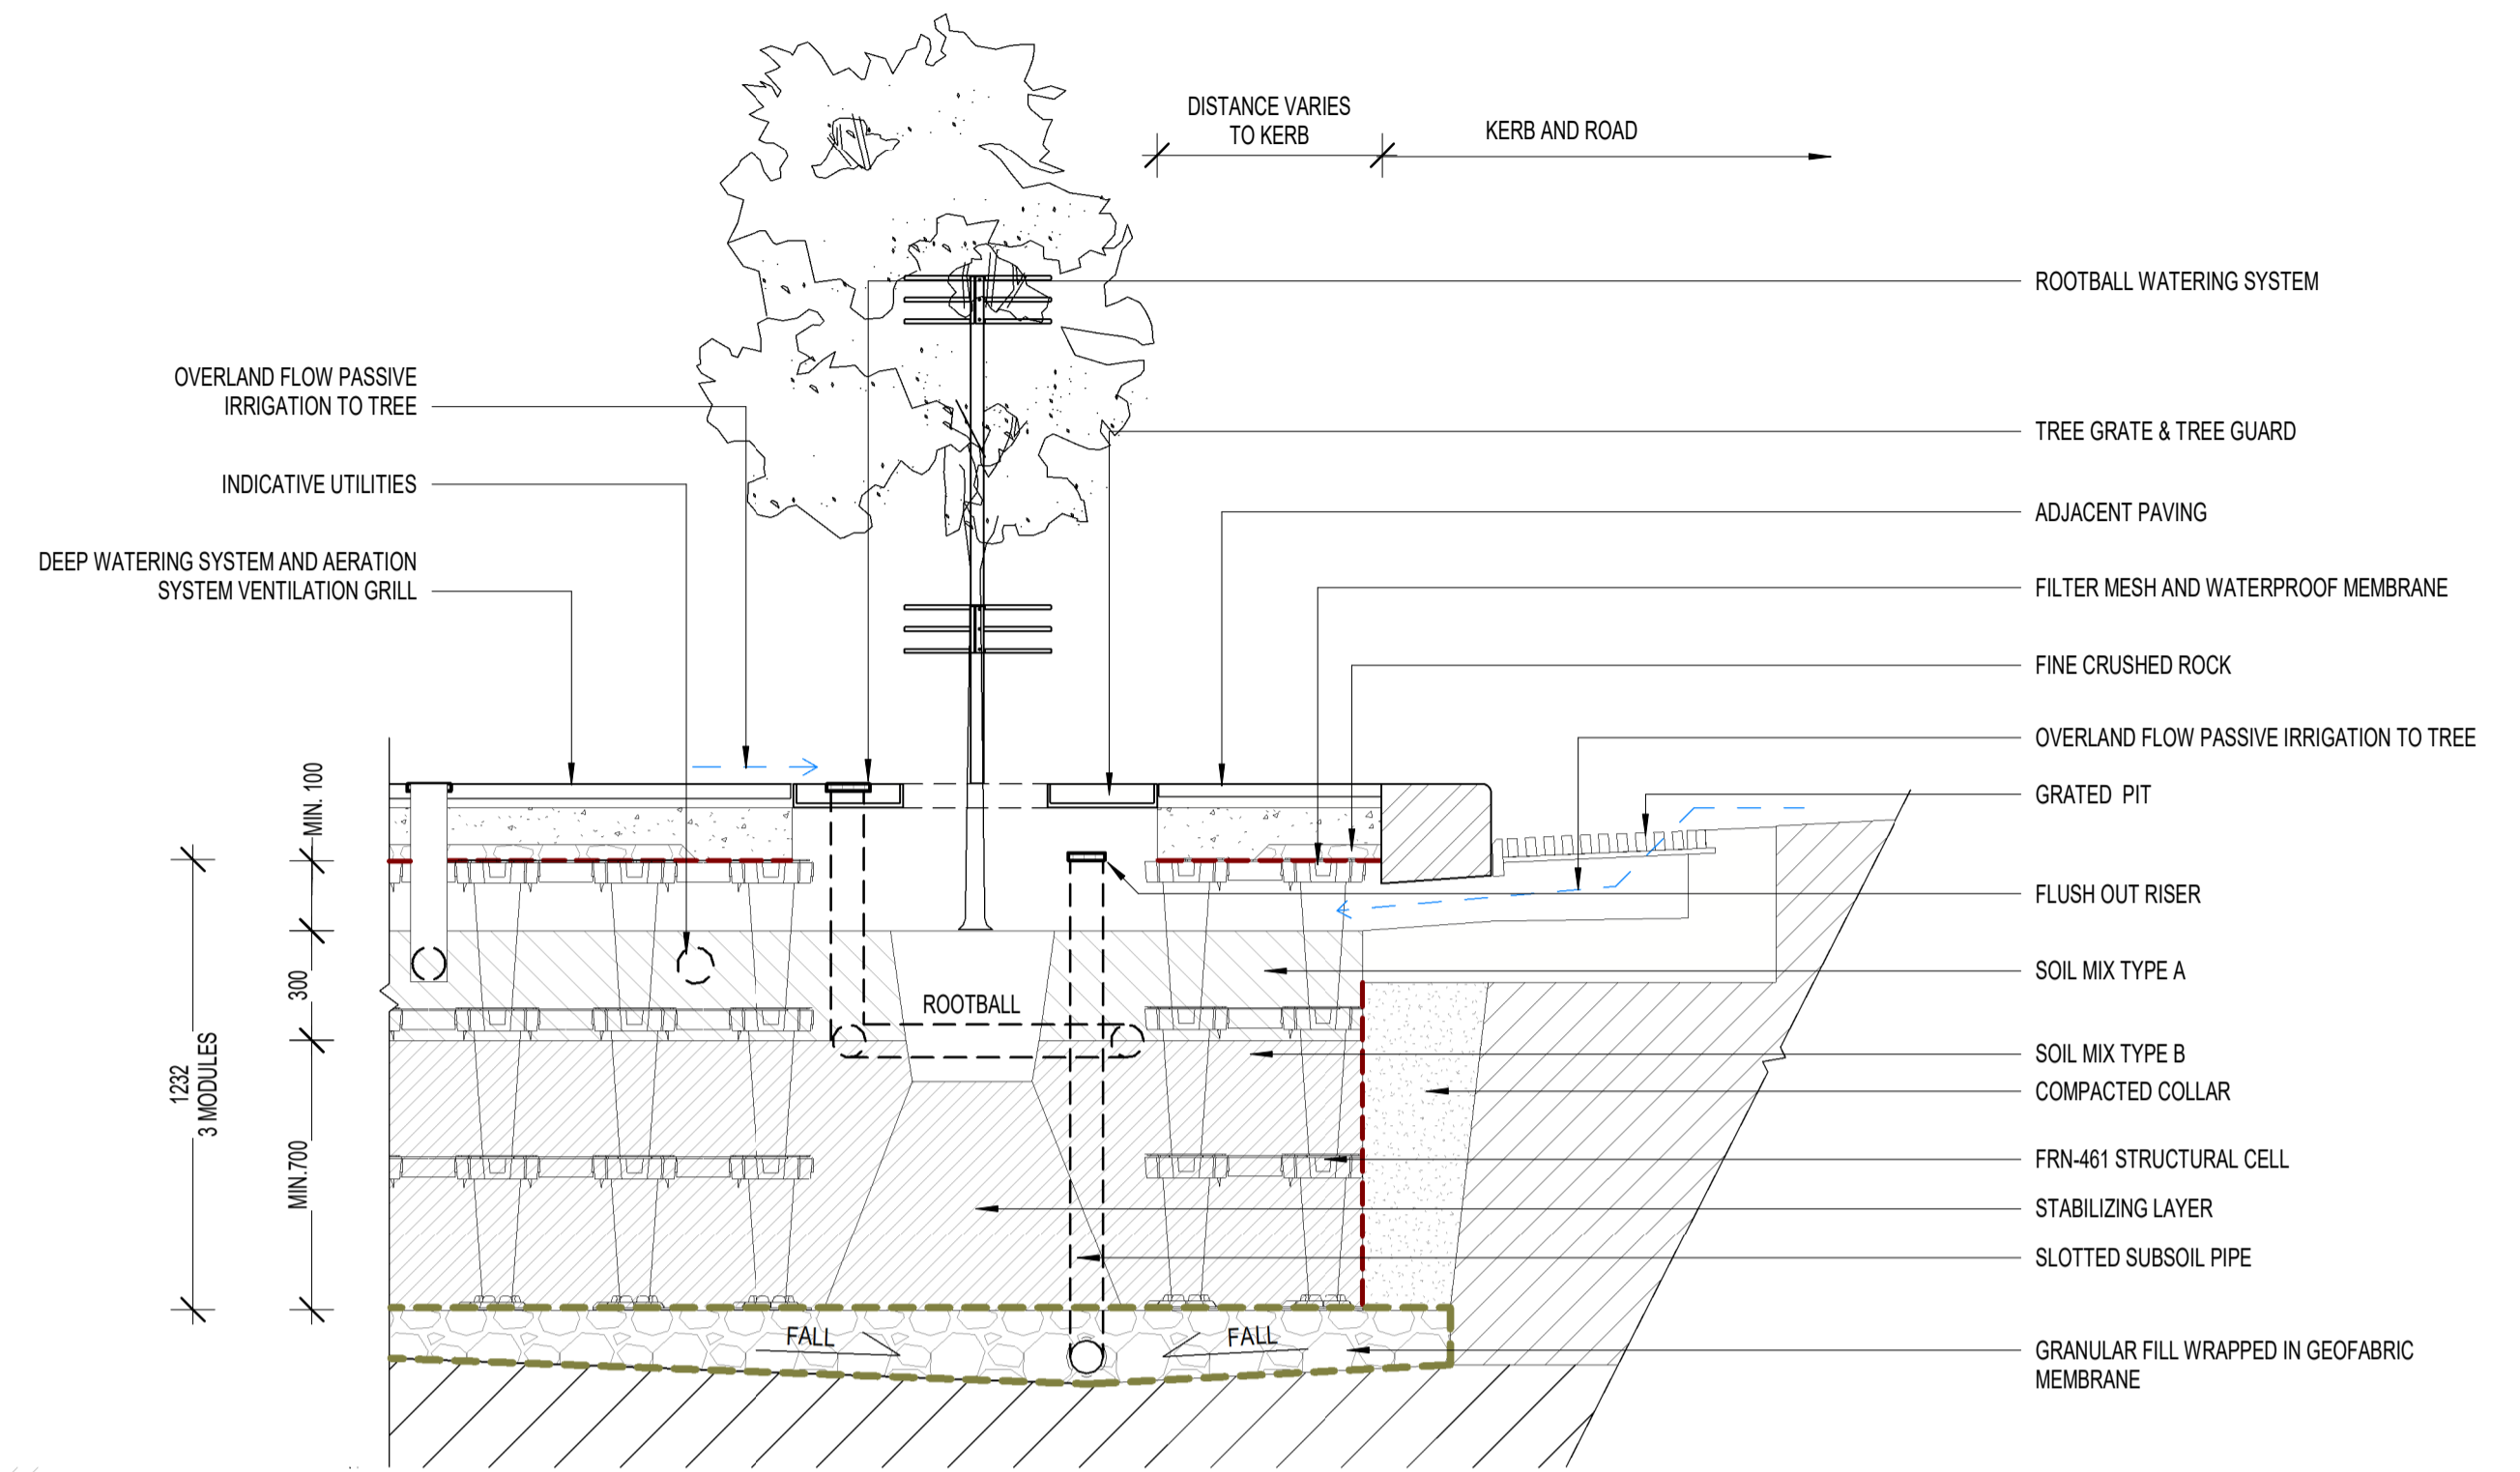 DISTANCE VARIES
TO KERB
KERB AND ROAD
ROOTBALL WATERING SYSTEM
OVERLAND FLOW PASSIVE
IRRIGATION TO TREE
TREE GRATE & TREE GUARD
INDICATIVE UTILITIES
ADJACENT PAVING
DEEP WATERING SYSTEM AND AERATION
SYSTEM VENTILATION GRILL
FILTER MESH AND WATERPROOF MEMBRANE
FINE CRUSHED ROCK
OVERLAND FLOW PASSIVE IRRIGATION TO TREE
GRATED PIT
MIN. 100
FLUSH OUT RISER
SOIL MIX TYPE A
300
ROOTBALL
SOIL MIX TYPE B
1232
3 MODULES
COMPACTED COLLAR
MIN.700
FRN-461 STRUCTURAL CELL
STABILIZING LAYER
SLOTTED SUBSOIL PIPE
FALL
FALL
GRANULAR FILL WRAPPED IN GEOFABRIC
MEMBRANE